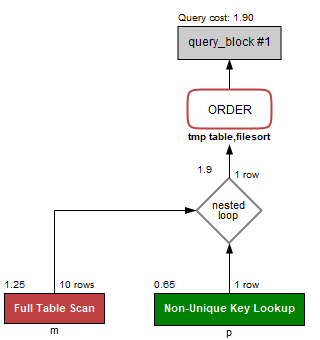 Query cost: 1.90
query_block #1
ORDER
tmp table,filesort
1.9
1 row
nested
loop
1.25
10 rows
0.65
1 row
Full Table Scan
Non-Unique Key Lookup
m
p